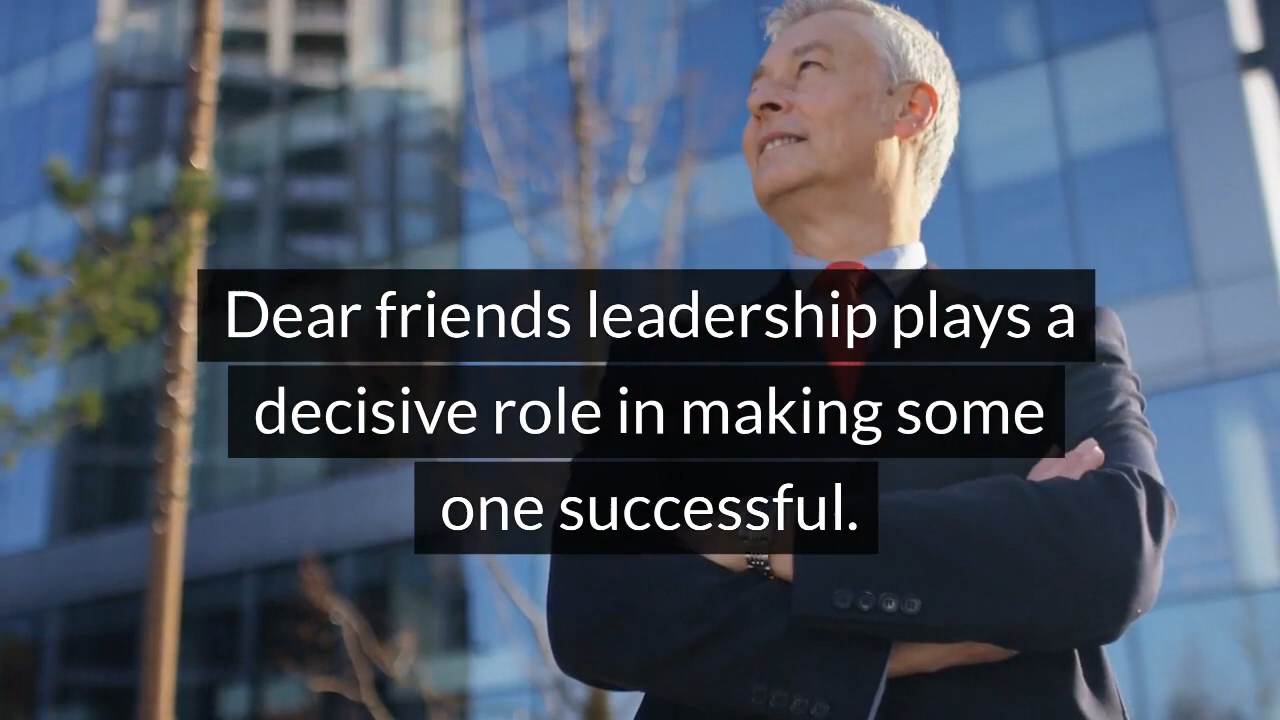 Dear friends leadership plays a
decisive role in making some
one successful.